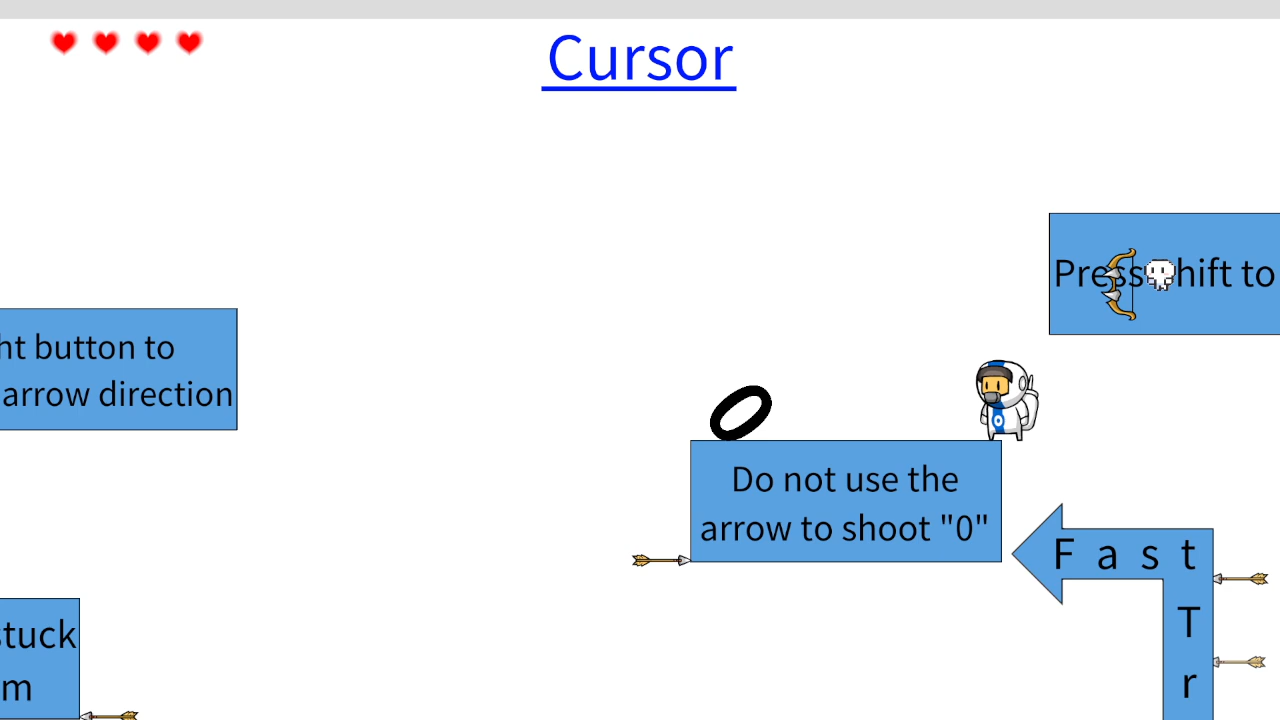 Cursor
Press hift to
ht button to
arrow direction
Do not use the
arrow to shoot "0"
F a s t
T
r
stuck
m